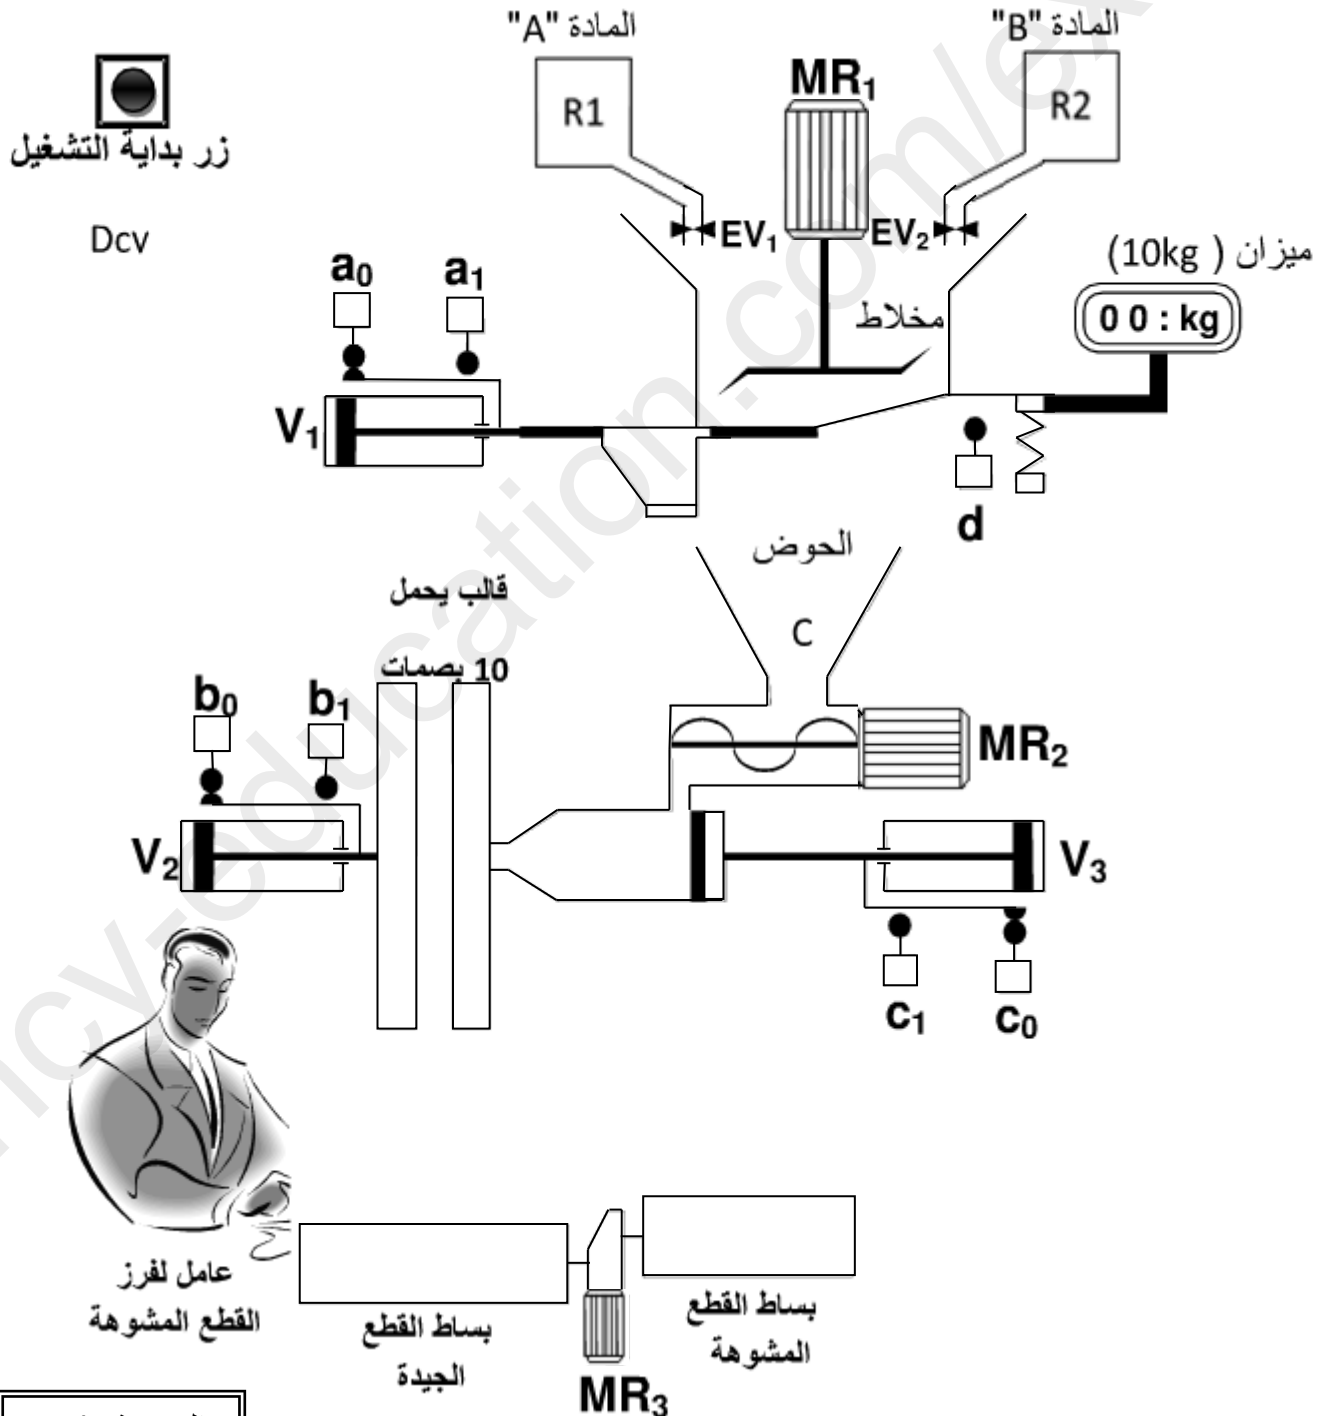 المادة "A"
المادة "B"
MR1
R1
R2
زر بداية التشغيل
Dcv
EV1
EV2
ميزان ( 10kg)
a0
a1
مخلاط
0 0 : kg
V1
d
الحوض
قالب يحمل
C
10 بصمات
b0
b1
MR2
V2
V3
c1
c0
عامل لفرز
القطع المشوهة
بساط القطع
المشوهة
بساط القطع
الجيدة
MR3